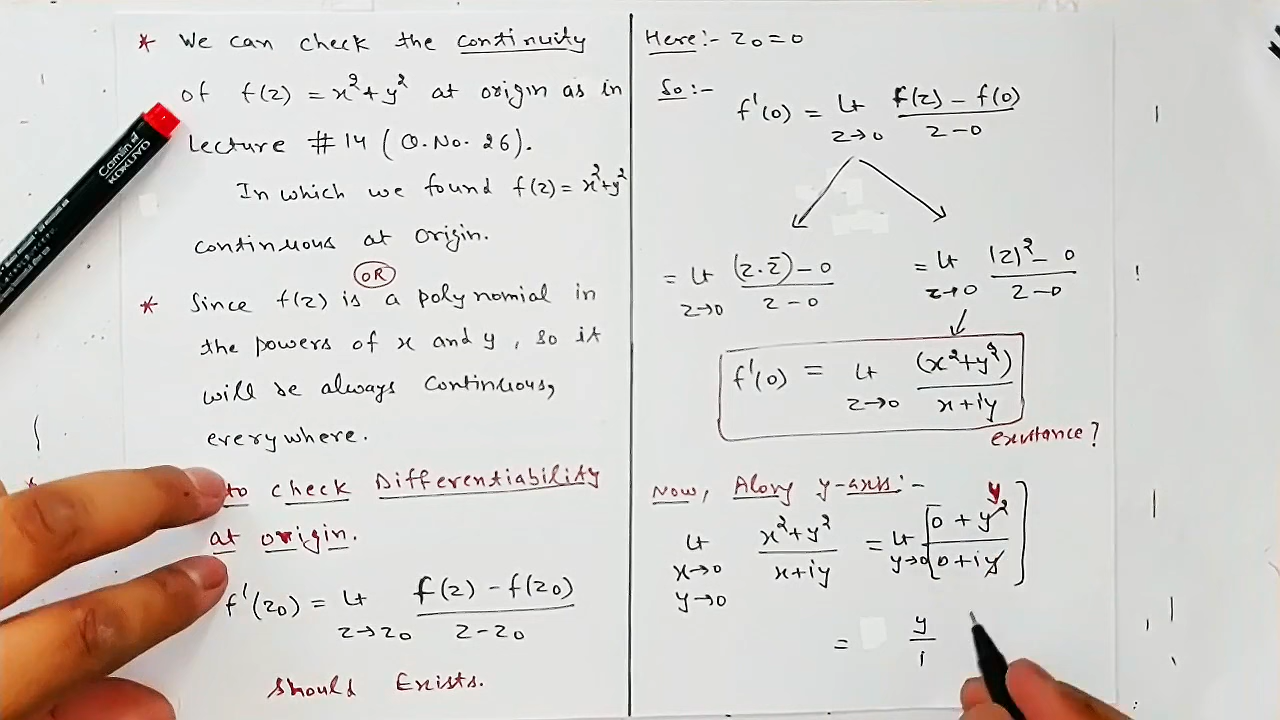 * We can check the continuity
of f(z) = x² + y² at origin as in
Lecture # 14 (Q.No. 26).
In which we found f(z) = x² + y²
continuous at origin.
OR
* Since f(z) is a polynomial in
the powers of x and y, so it
will be always continuous,
everywhere.
to check Differentiability
at origin.
f'(z₀) = Lt z→z₀ (f(z) - f(z₀)) / (z - z₀)
should Exists.
Camlin
KOKUYO
Here:- z₀ = 0
So:-
f'(0) = Lt z→0 (f(z) - f(0)) / (z - 0)
= Lt z→0 ((z·z̄) - 0) / (z - 0)
= Lt z→0 (|z|² - 0) / (z - 0)
f'(0) = Lt z→0 (x² + y²) / (x + iy)
existance?
Now, Along y-axis:-
Lt x→0 y→0 (x² + y²) / (x + iy) = Lt y→0 [(0 + y²) / (0 + iy)]
y
= y / i